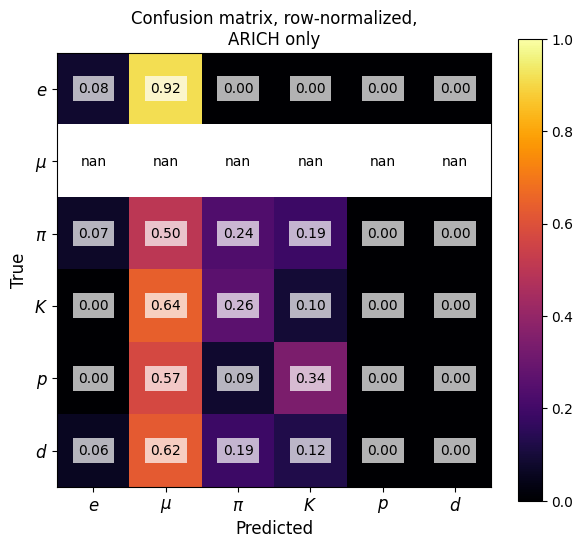 Confusion matrix, row-normalized,
ARICH only
True
e 0.08 0.92 0.00 0.00 0.00 0.00
μ nan nan nan nan nan nan
π 0.07 0.50 0.24 0.19 0.00 0.00
K 0.00 0.64 0.26 0.10 0.00 0.00
p 0.00 0.57 0.09 0.34 0.00 0.00
d 0.06 0.62 0.19 0.12 0.00 0.00
e μ π K p d
Predicted
1.0
0.8
0.6
0.4
0.2
0.0